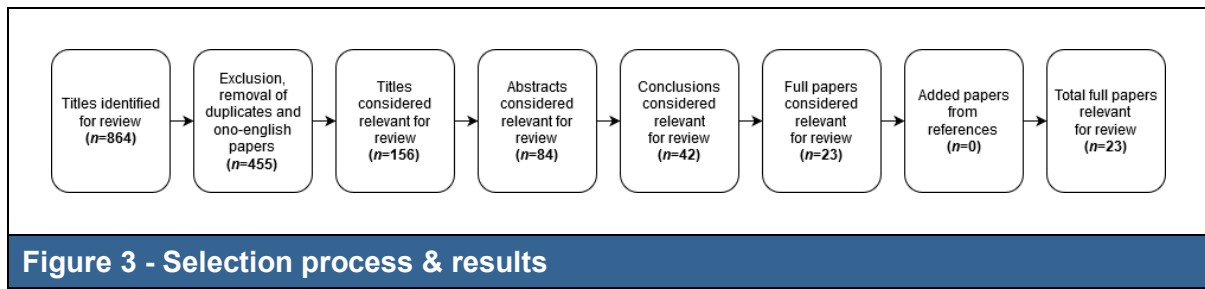 Titles identified
for review
(n=864)
Exclusion,
removal of
duplicates and
ono-english
papers
(n=455)
Titles
considered
relevant for
review
(n=156)
Abstracts
considered
relevant for
review
(n=84)
Conclusions
considered
relevant
for review
(n=42)
Full papers
considered
relevant
for review
(n=23)
Added papers
from
references
(n=0)
Total full papers
relevant
for review
(n=23)
Figure 3 - Selection process & results